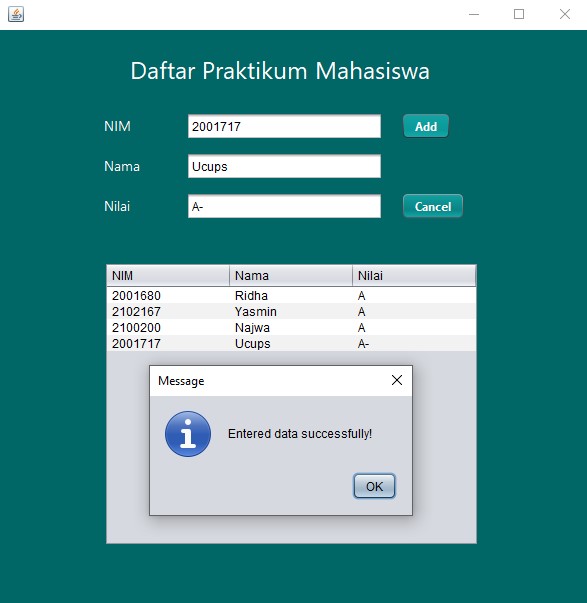 Daftar Praktikum Mahasiswa
NIM 2001717 Add
Nama Ucups
Nilai A- Cancel
NIM Nama Nilai
2001680 Ridha A
2102167 Yasmin A
2100200 Najwa A
2001717 Ucups A-
Message
Entered data successfully!
OK